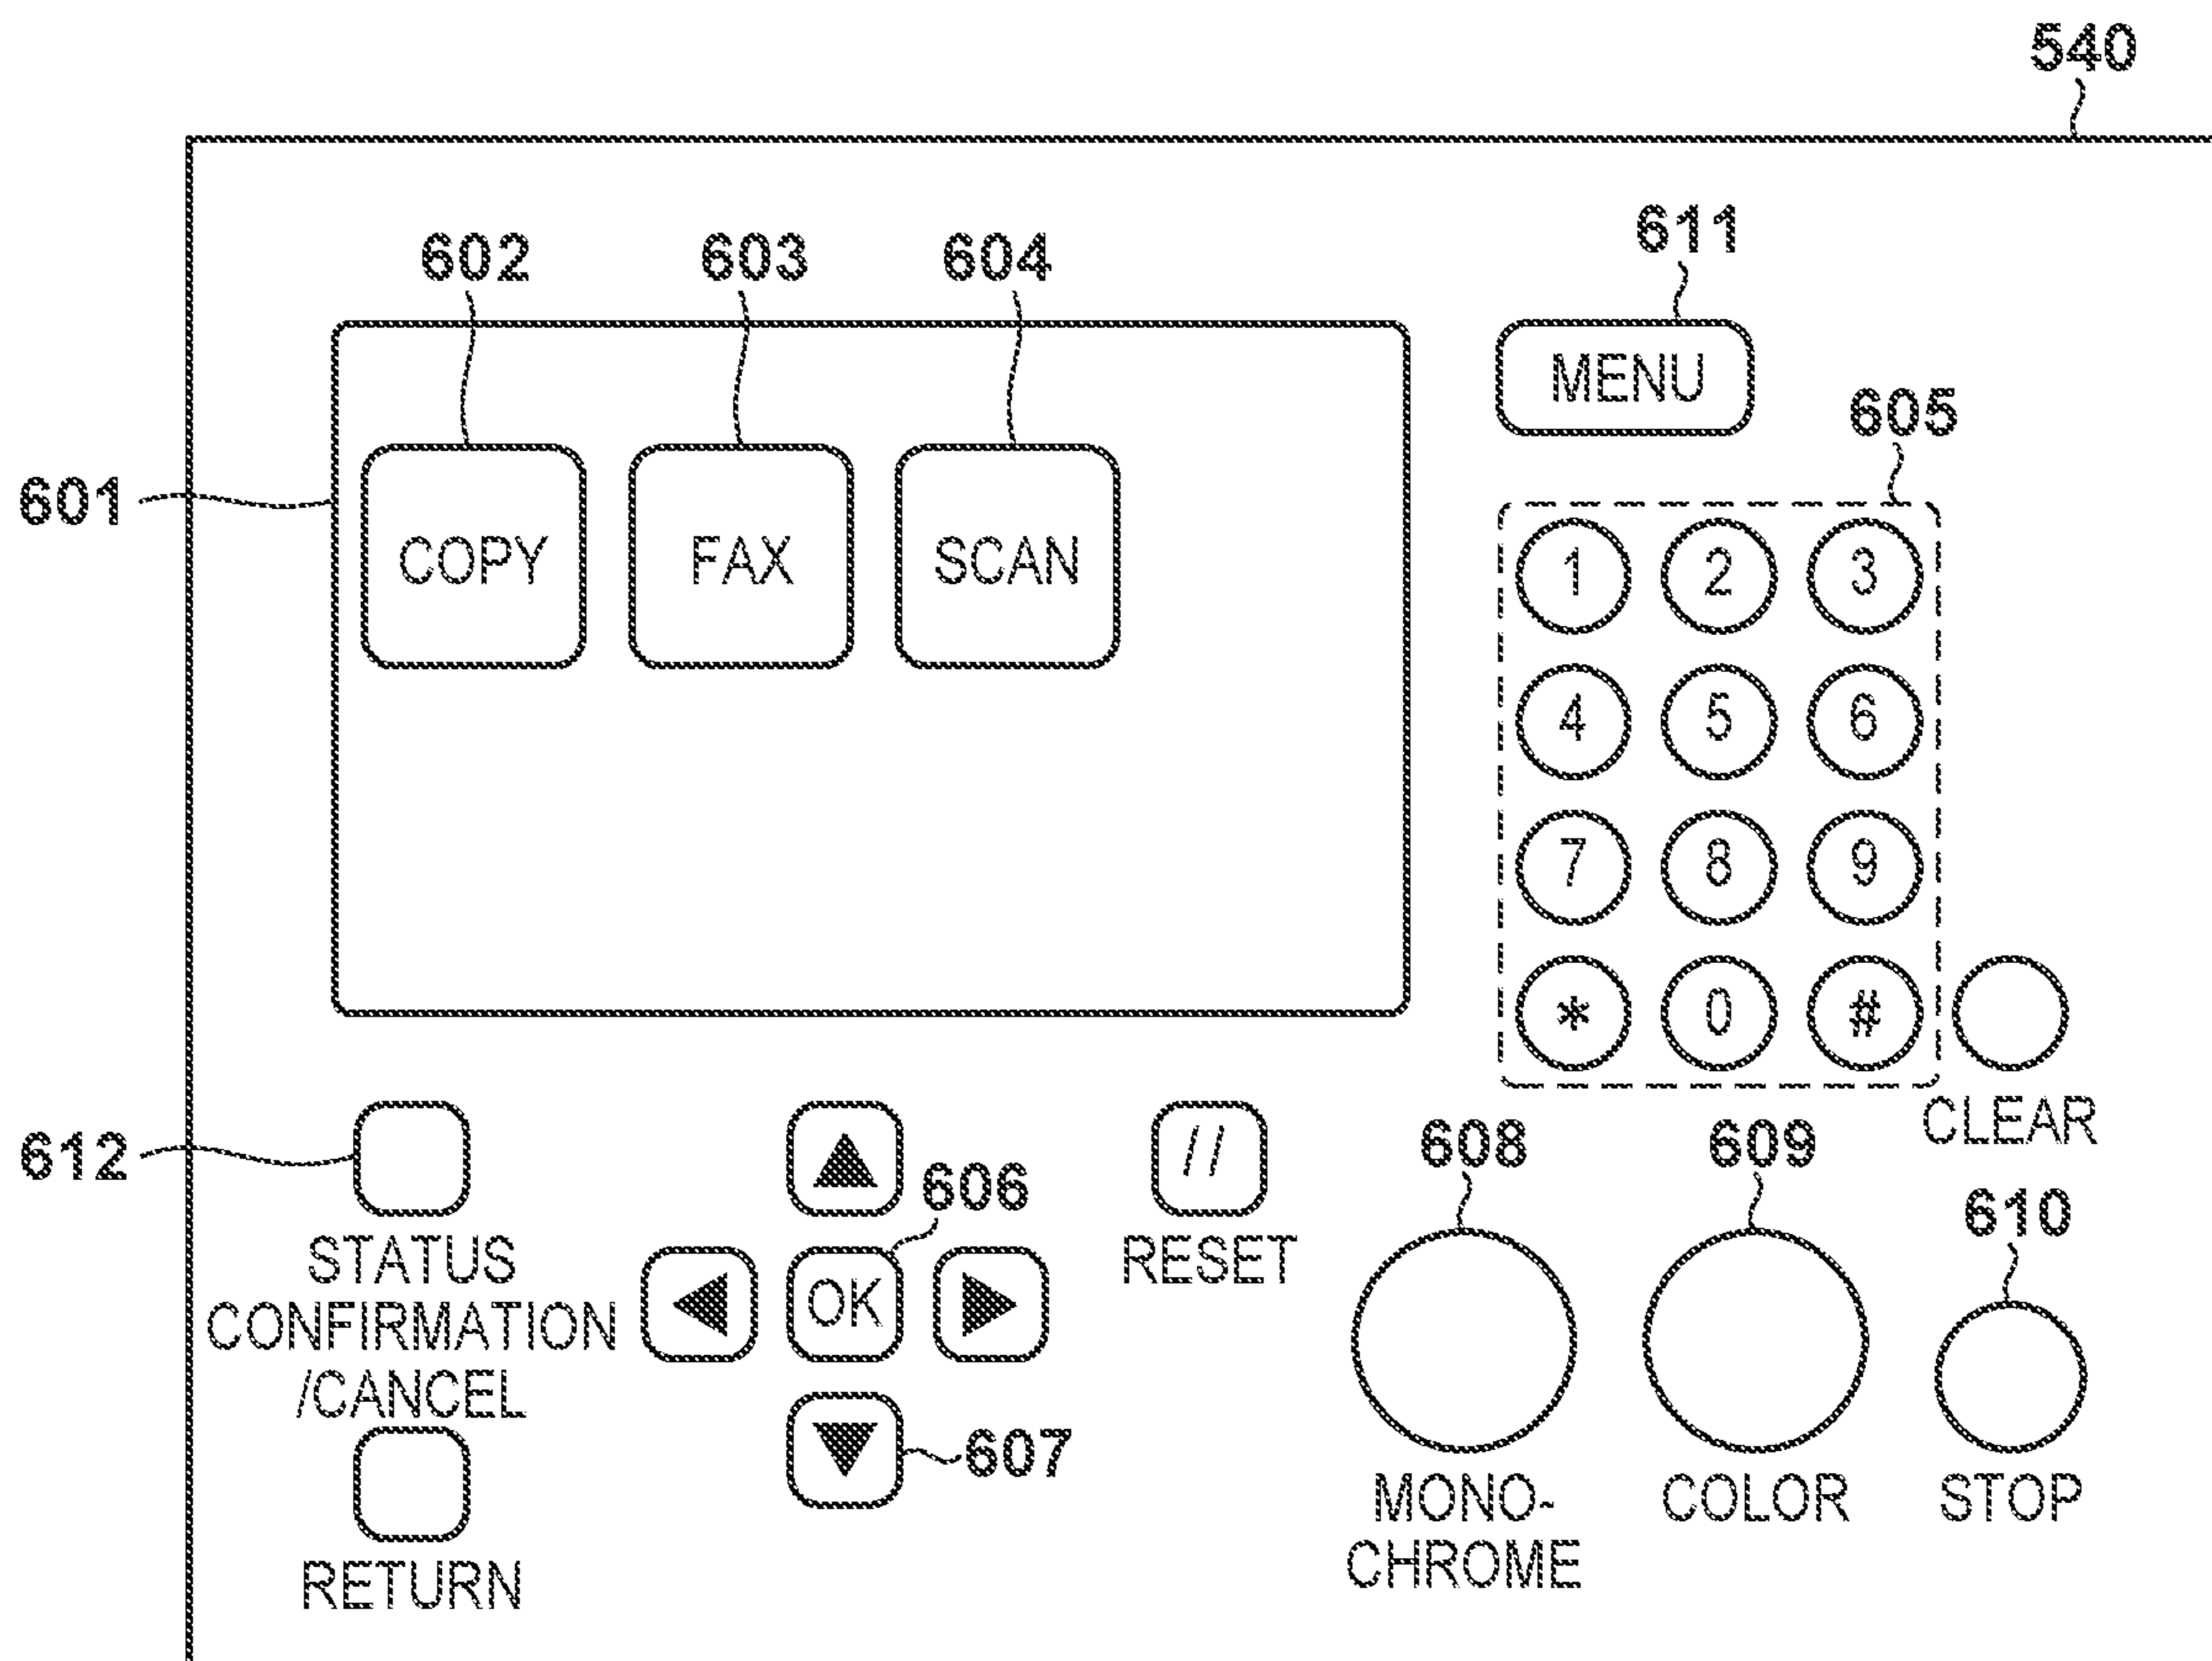 540
611
602 603 604
MENU
605
601
COPY FAX SCAN
1 2 3
4 5 6
7 8 9
* 0 #
CLEAR
612
606
//
608 609
610
STATUS
CONFIRMATION
/CANCEL
OK
RESET
607
MONO-
CHROME
COLOR
STOP
RETURN